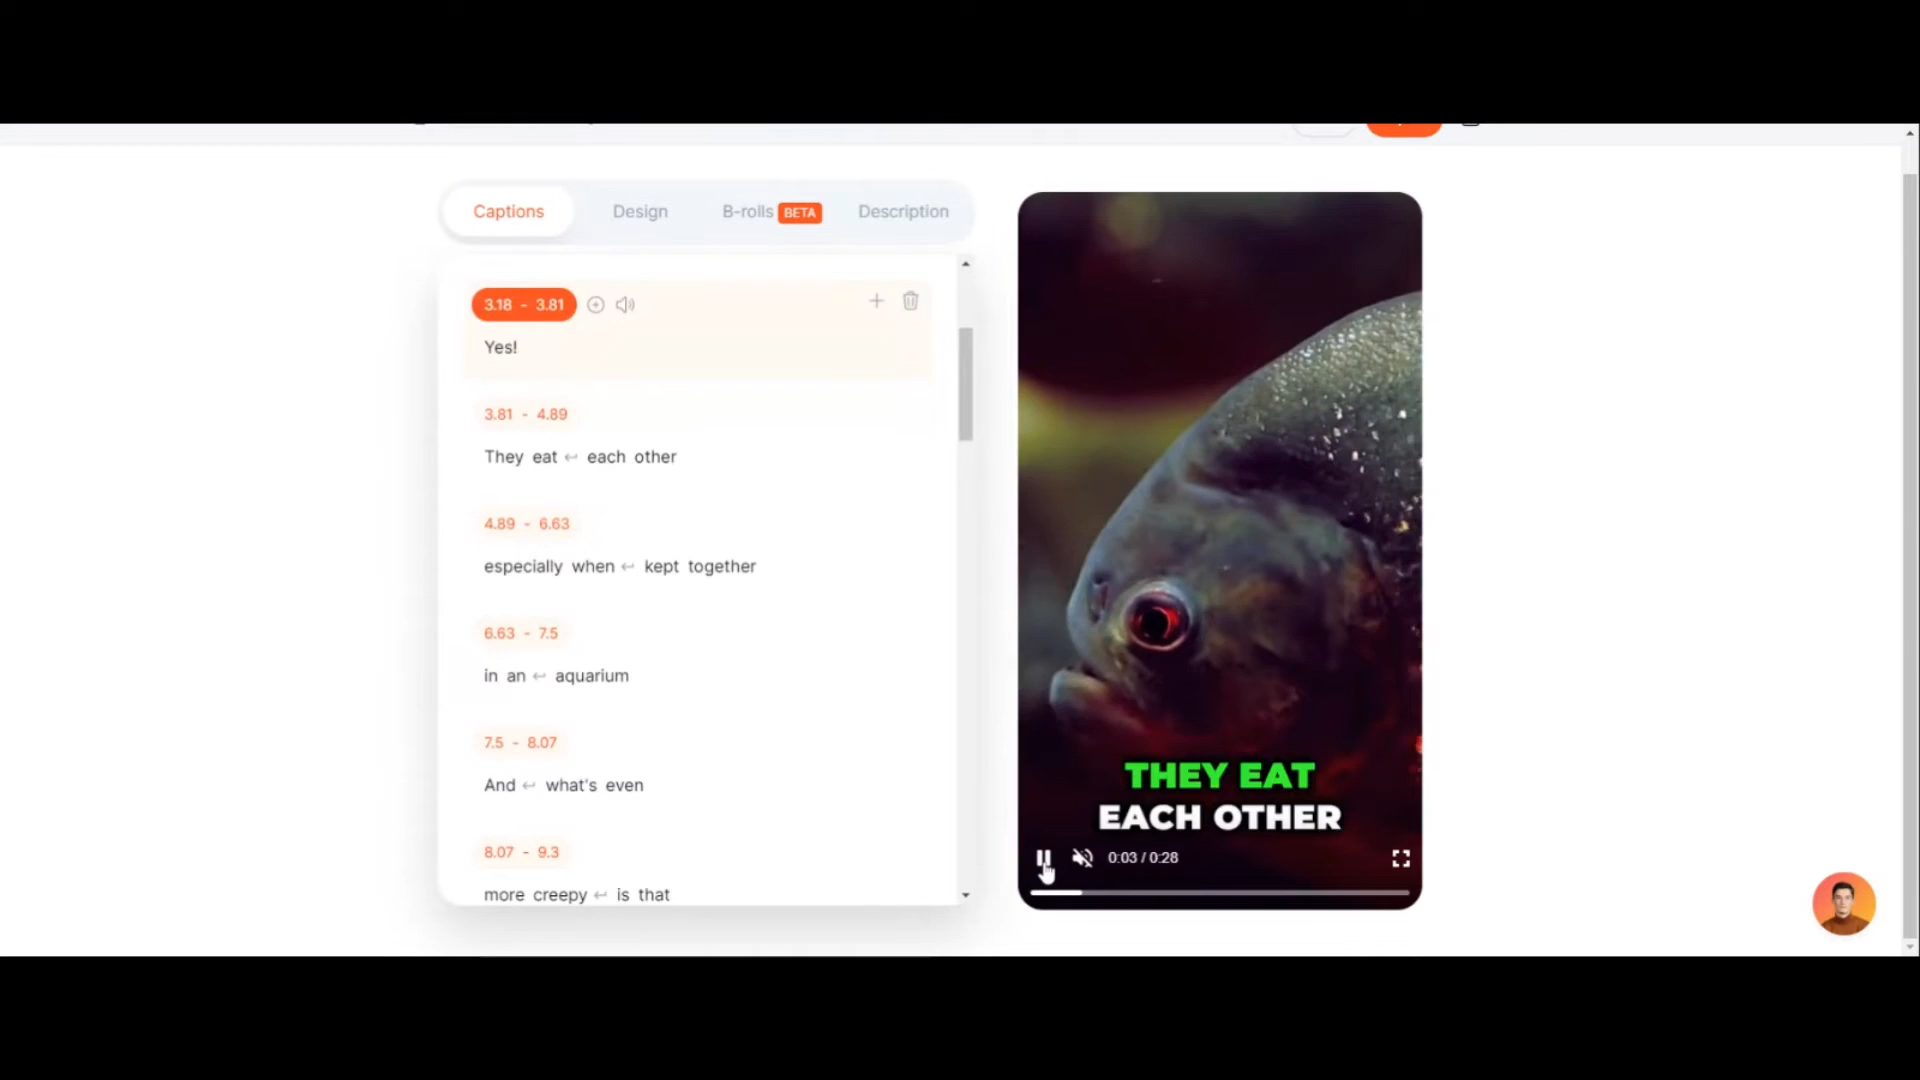 Captions
Design
B-rolls BETA
Description
3.18 - 3.81
Yes!
3.81 - 4.89
They eat ↩ each other
4.89 - 6.63
especially when ↩ kept together
6.63 - 7.5
in an ↩ aquarium
7.5 - 8.07
And ↩ what's even
8.07 - 9.3
more creepy ↩ is that
THEY EAT
EACH OTHER
0:03 / 0:28